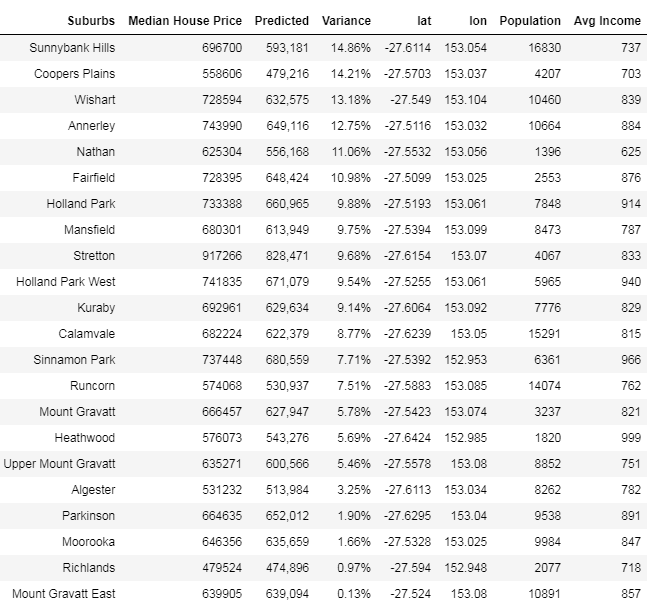 Suburbs Median House Price Predicted Variance lat lon Population Avg Income
Sunnybank Hills 696700 593,181 14.86% -27.6114 153.054 16830 737
Coopers Plains 558606 479,216 14.21% -27.5703 153.037 4207 703
Wishart 728594 632,575 13.18% -27.549 153.104 10460 839
Annerley 743990 649,116 12.75% -27.5116 153.032 10664 884
Nathan 625304 556,168 11.06% -27.5532 153.056 1396 625
Fairfield 728395 648,424 10.98% -27.5099 153.025 2553 876
Holland Park 733388 660,965 9.88% -27.5193 153.061 7848 914
Mansfield 680301 613,949 9.75% -27.5394 153.099 8473 787
Stretton 917266 828,471 9.68% -27.6154 153.07 4067 833
Holland Park West 741835 671,079 9.54% -27.5255 153.061 5965 940
Kuraby 692961 629,634 9.14% -27.6064 153.092 7776 829
Calamvale 682224 622,379 8.77% -27.6239 153.05 15291 815
Sinnamon Park 737448 680,559 7.71% -27.5392 152.953 6361 966
Runcorn 574068 530,937 7.51% -27.5883 153.085 14074 762
Mount Gravatt 666457 627,947 5.78% -27.5423 153.074 3237 821
Heathwood 576073 543,276 5.69% -27.6424 152.985 1820 999
Upper Mount Gravatt 635271 600,566 5.46% -27.5578 153.08 8852 751
Algester 531232 513,984 3.25% -27.6113 153.034 8262 782
Parkinson 664635 652,012 1.90% -27.6295 153.04 9538 891
Moorooka 646356 635,659 1.66% -27.5328 153.025 9984 847
Richlands 479524 474,896 0.97% -27.594 152.948 2077 718
Mount Gravatt East 639905 639,094 0.13% -27.524 153.08 10891 857